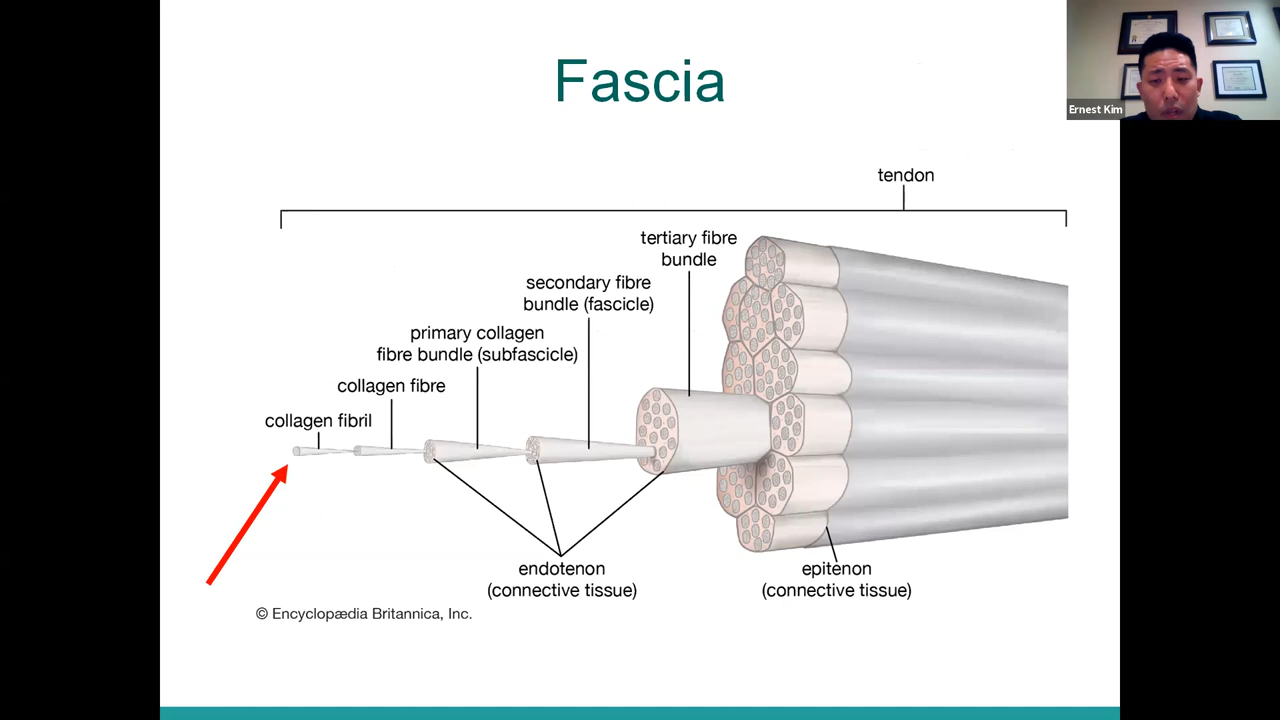 Fascia
Ernest Kim
tendon
tertiary fibre
bundle
secondary fibre
bundle (fascicle)
primary collagen
fibre bundle (subfascicle)
collagen fibre
collagen fibril
endotenon
(connective tissue)
epitenon
(connective tissue)
© Encyclopædia Britannica, Inc.